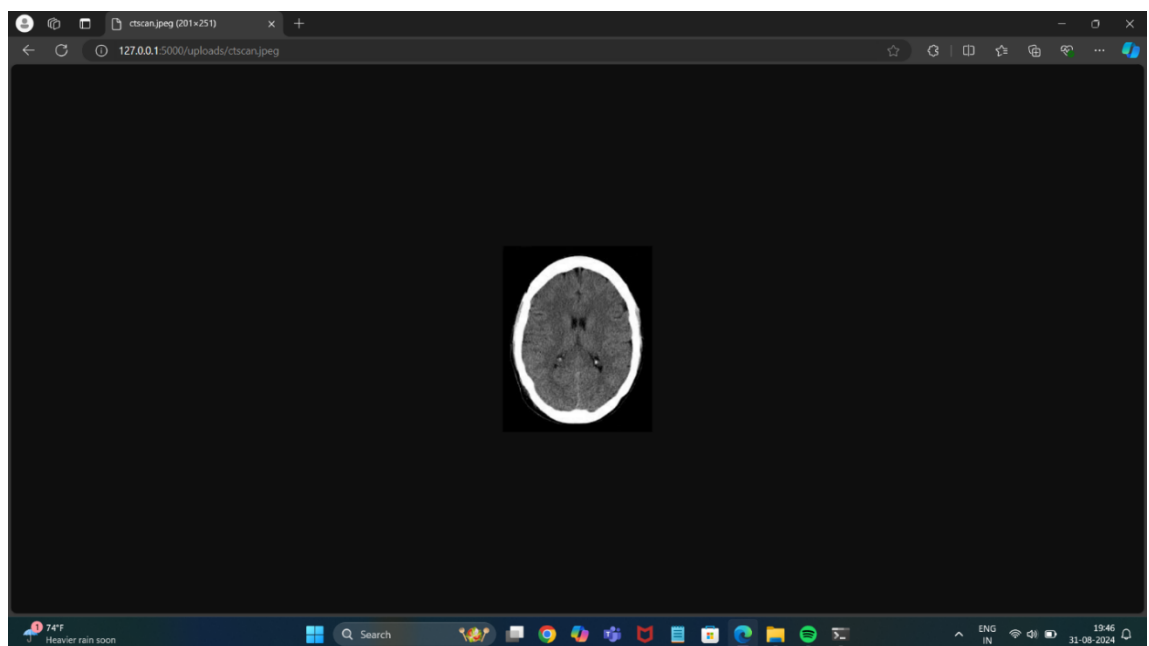 ctscan.jpeg (201×251)
127.0.0.1:5000/uploads/ctscan.jpeg
1
74°F
Heavier rain soon
Search
ENG
IN
19:46
31-08-2024